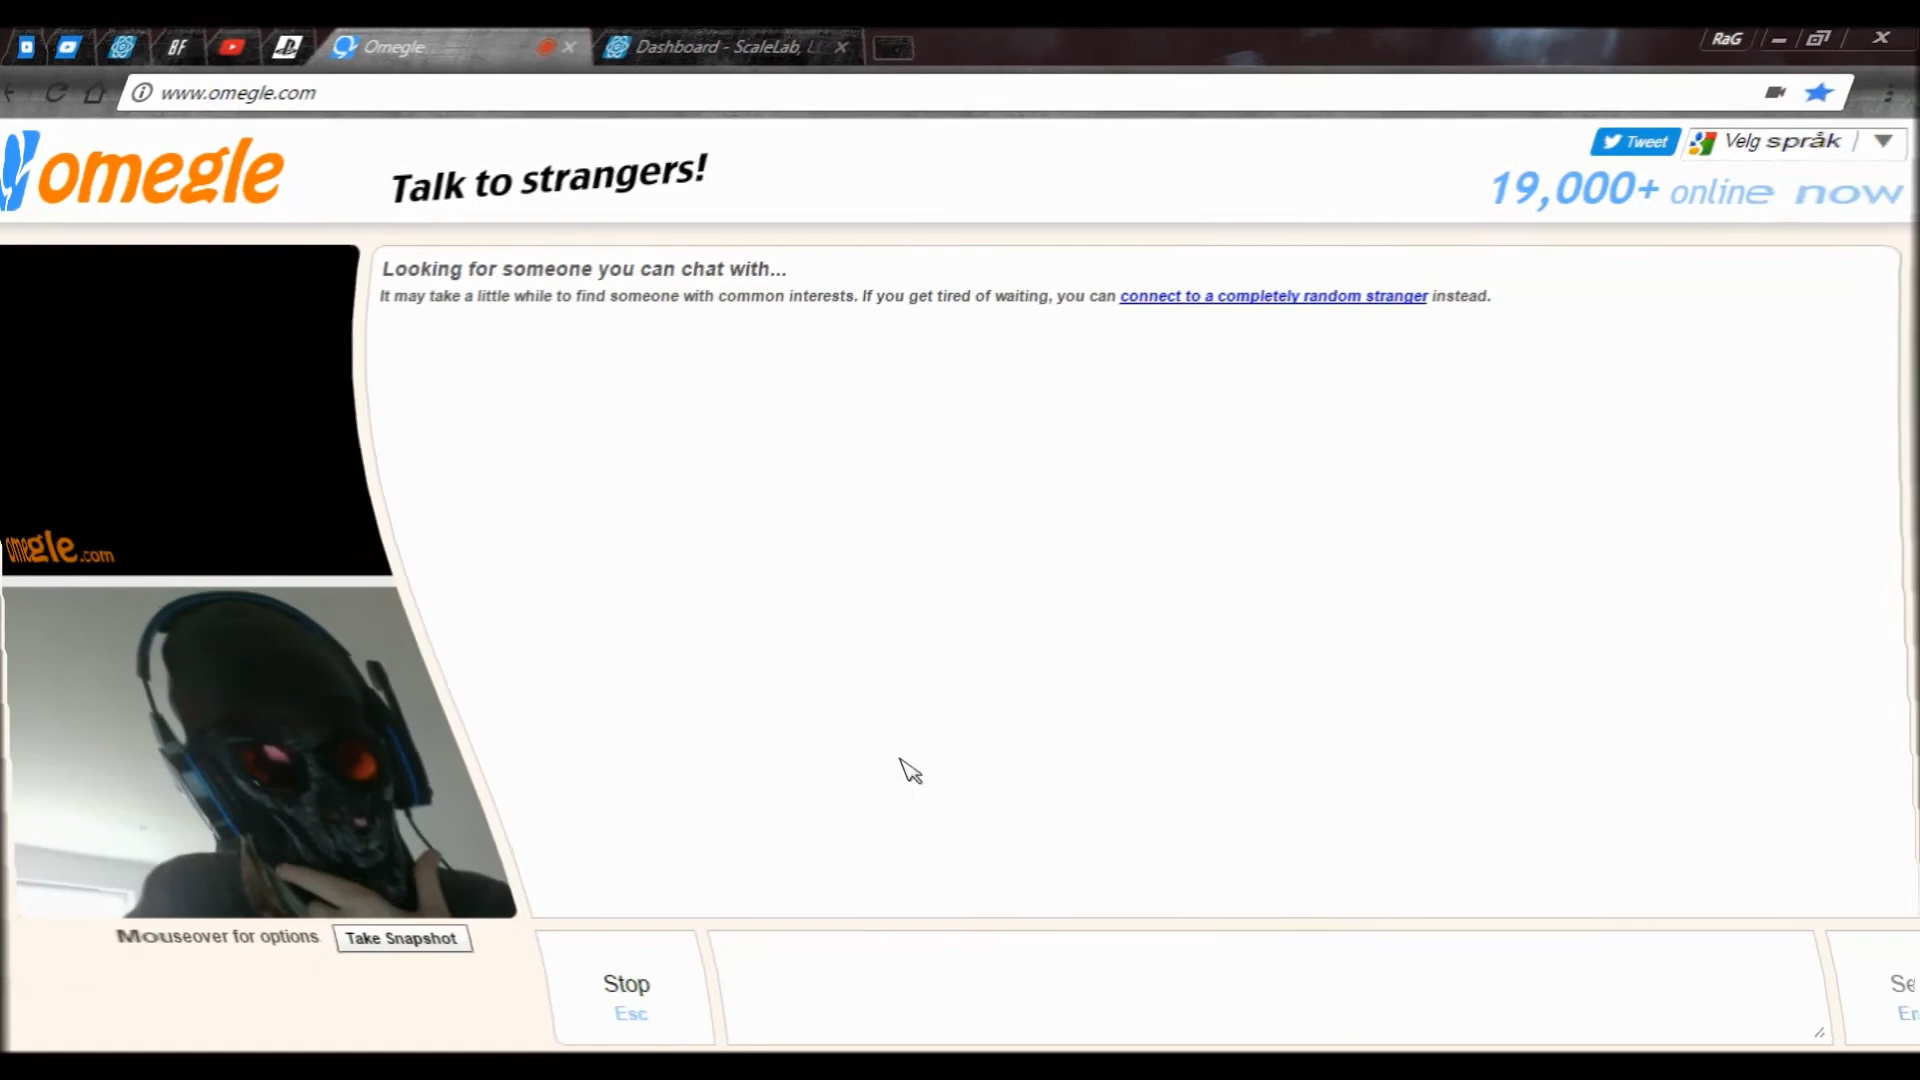 BF
Omegle
Dashboard - ScaleLab, L
RaG
www.omegle.com
omegle
Talk to strangers!
Tweet
Velg språk
19,000+ online now
Looking for someone you can chat with...
It may take a little while to find someone with common interests. If you get tired of waiting, you can connect to a completely random stranger instead.
omegle.com
Mouseover for options
Take Snapshot
Stop
Esc
Se
En